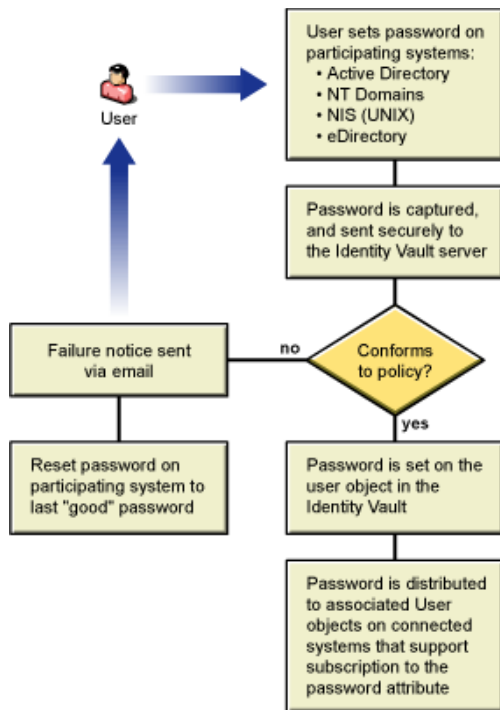 User
User sets password on
participating systems:
• Active Directory
• NT Domains
• NIS (UNIX)
• eDirectory
Password is captured,
and sent securely to
the Identity Vault server
Conforms
to policy?
no
Failure notice sent
via email
Reset password on
participating system to
last "good" password
yes
Password is set on the
user object in the
Identity Vault
Password is distributed
to associated User
objects on connected
systems that support
subscription to the
password attribute